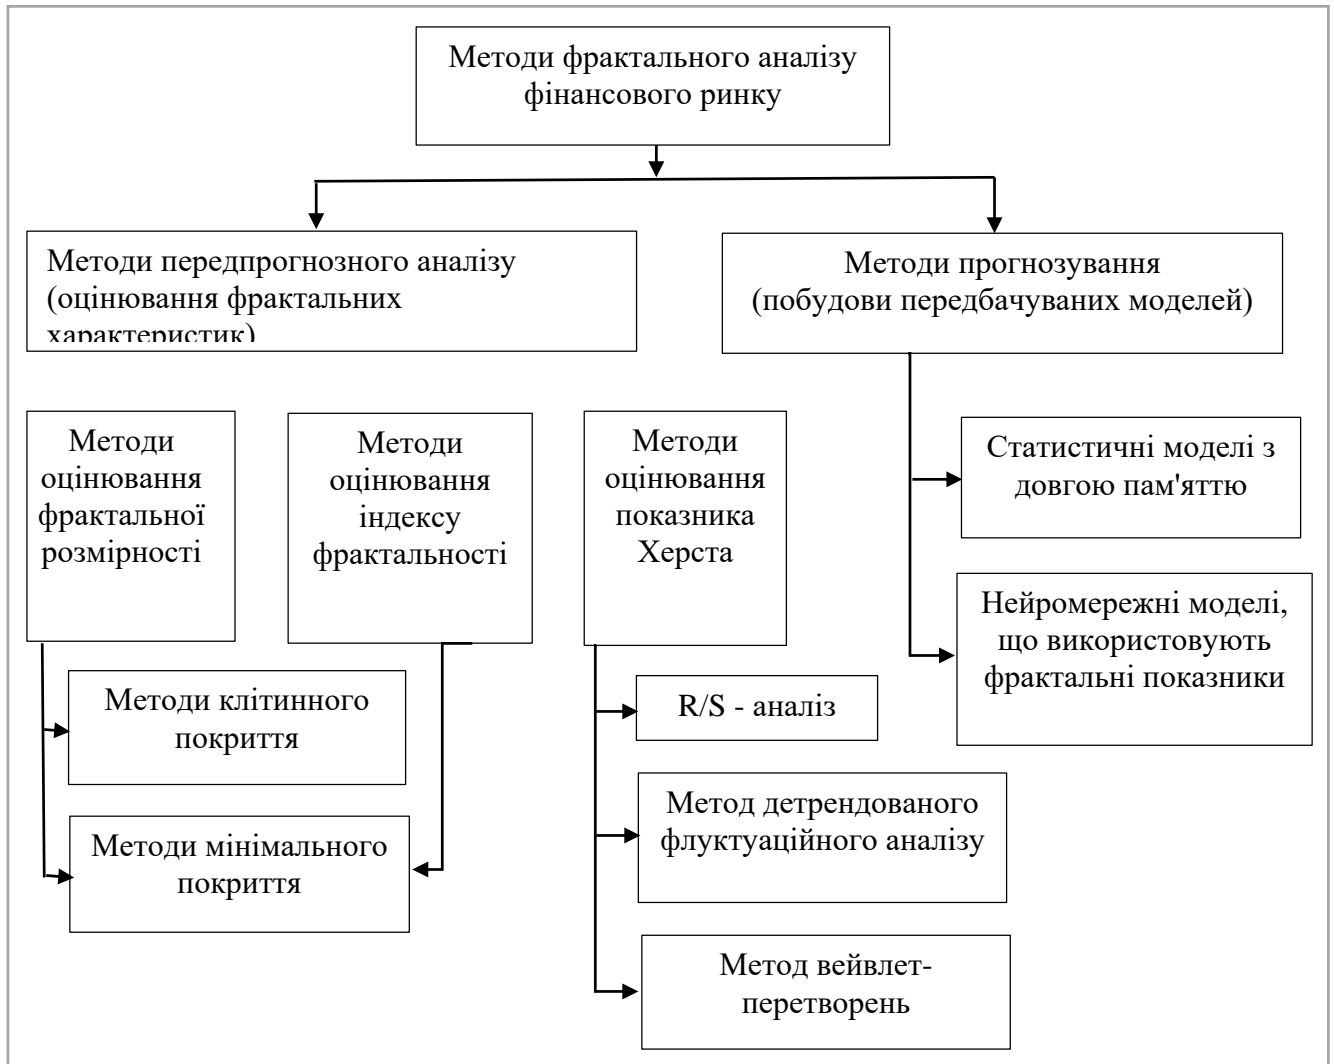 Методи фрактального аналізу
фінансового ринку
Методи передпрогнозного аналізу
(оцінювання фрактальних
характеристик)
Методи прогнозування
(побудови передбачуваних моделей)
Методи
оцінювання
фрактальної
розмірності
Методи
оцінювання
індексу
фрактальності
Методи
оцінювання
показника
Херста
Статистичні моделі з
довгою пам'яттю
Нейромережні моделі,
що використовують
фрактальні показники
Методи клітинного
покриття
R/S - аналіз
Методи мінімального
покриття
Метод детрендованого
флуктуаційного аналізу
Метод вейвлет-
перетворень